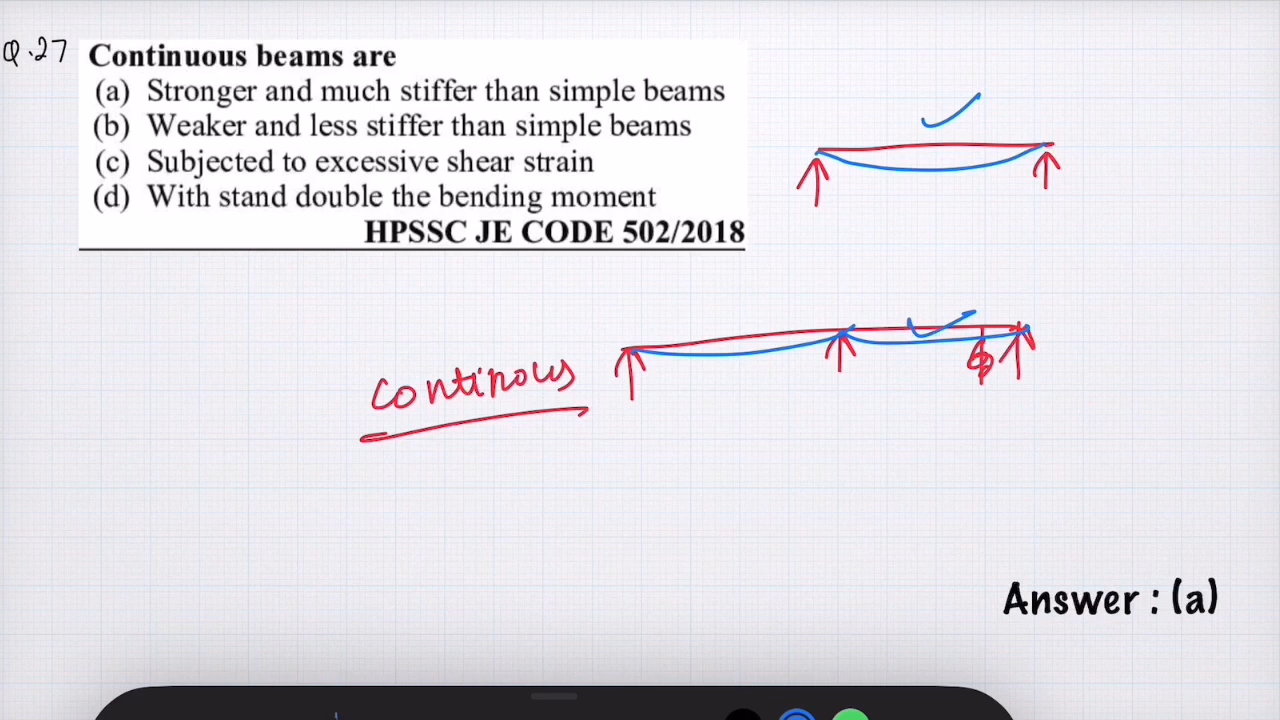 Q.27
Continuous beams are
(a) Stronger and much stiffer than simple beams
(b) Weaker and less stiffer than simple beams
(c) Subjected to excessive shear strain
(d) With stand double the bending moment
HPSSC JE CODE 502/2018
continous
Answer : (a)